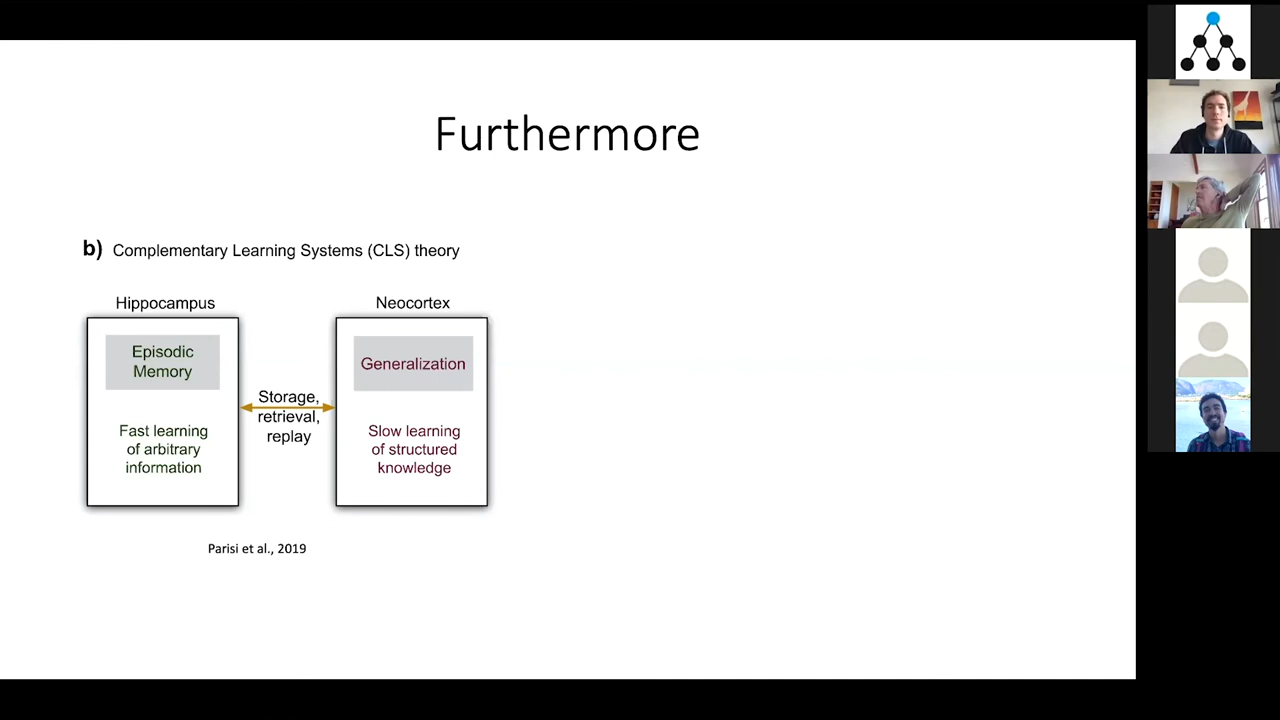 Furthermore
b) Complementary Learning Systems (CLS) theory
Hippocampus
Episodic
Memory
Fast learning
of arbitrary
information
Storage,
retrieval,
replay
Neocortex
Generalization
Slow learning
of structured
knowledge
Parisi et al., 2019